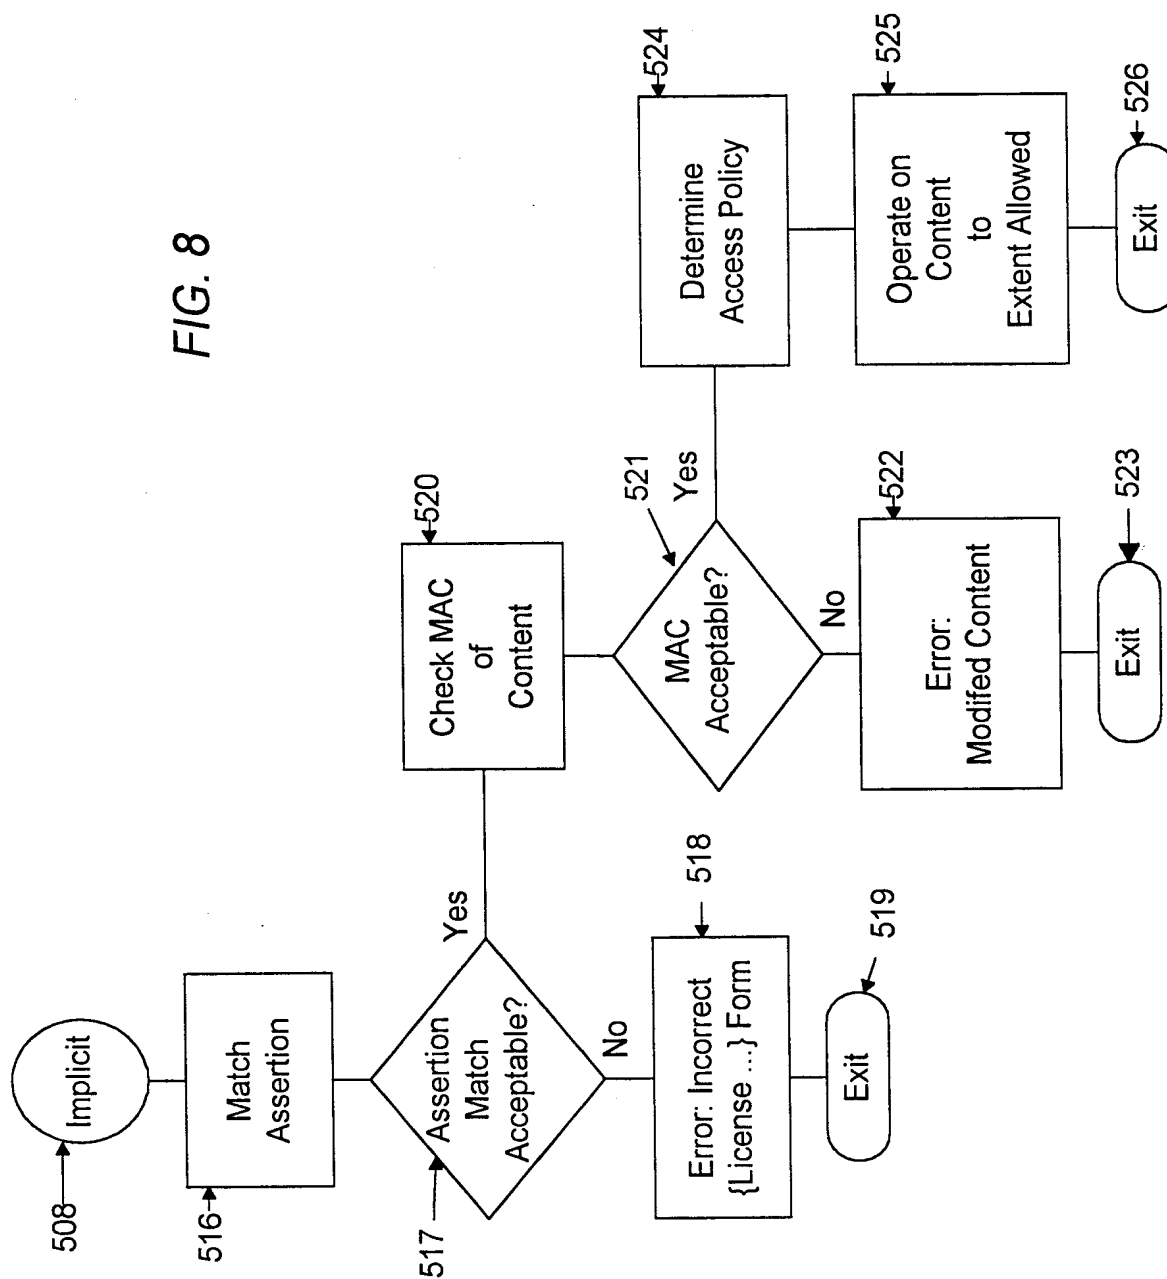 FIG. 8
508
Implicit
516
Match
Assertion
517
Assertion
Match
Acceptable?
Yes
No
518
Error: Incorrect
{License ...} Form
519
Exit
520
Check MAC
of
Content
521
MAC
Acceptable?
Yes
No
522
Error:
Modifed Content
523
Exit
524
Determine
Access Policy
525
Operate on
Content
to
Extent Allowed
526
Exit